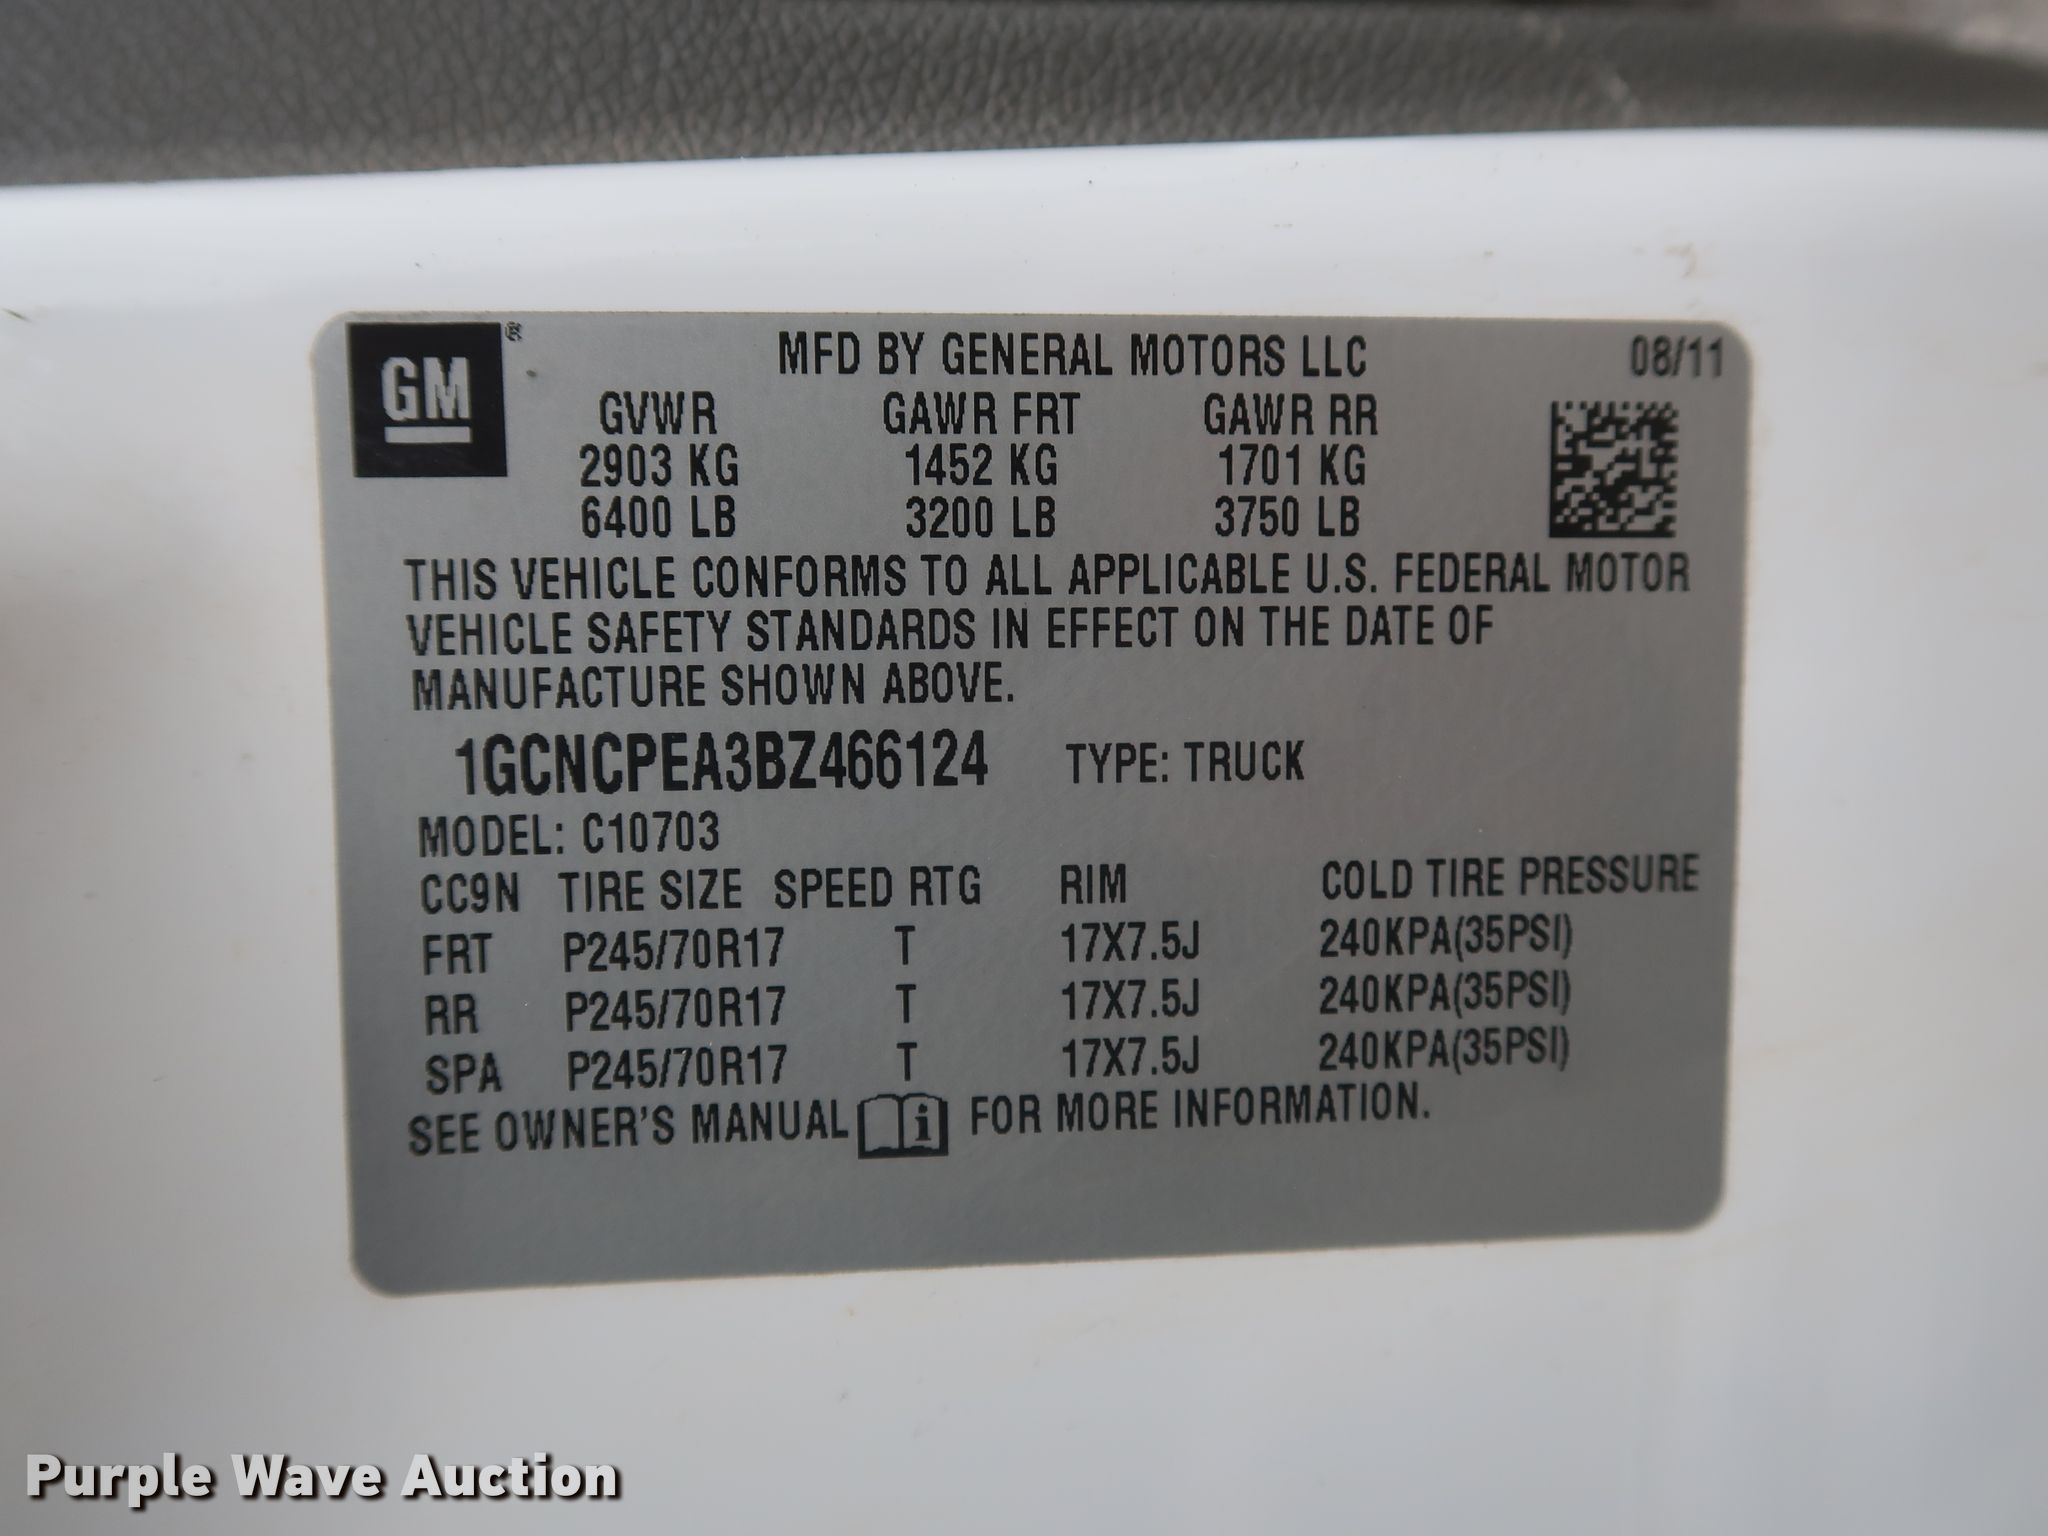 GM ®
MFD BY GENERAL MOTORS LLC 08/11
GVWR GAWR FRT GAWR RR
2903 KG 1452 KG 1701 KG
6400 LB 3200 LB 3750 LB
THIS VEHICLE CONFORMS TO ALL APPLICABLE U.S. FEDERAL MOTOR
VEHICLE SAFETY STANDARDS IN EFFECT ON THE DATE OF
MANUFACTURE SHOWN ABOVE.
1GCNCPEA3BZ466124 TYPE: TRUCK
MODEL: C10703
CC9N TIRE SIZE SPEED RTG RIM COLD TIRE PRESSURE
FRT P245/70R17 T 17X7.5J 240KPA(35PSI)
RR P245/70R17 T 17X7.5J 240KPA(35PSI)
SPA P245/70R17 T 17X7.5J 240KPA(35PSI)
SEE OWNER'S MANUAL i FOR MORE INFORMATION.
Purple Wave Auction